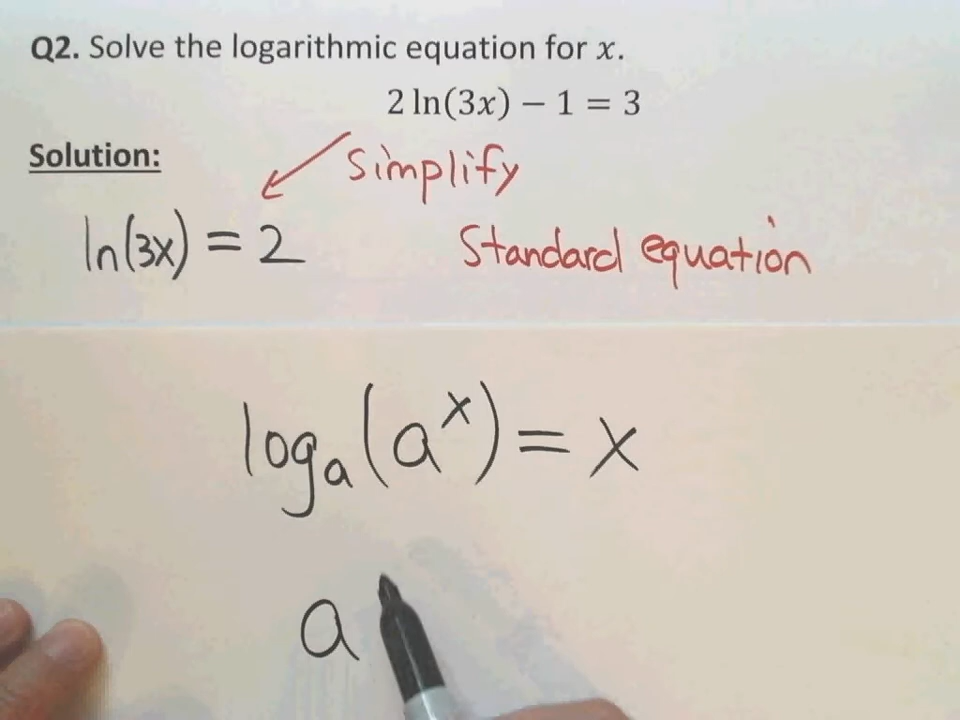 Q2. Solve the logarithmic equation for x.
2 ln(3x) − 1 = 3
Solution:
Simplify
ln(3x) = 2
Standard equation
logₐ(aˣ) = x
a